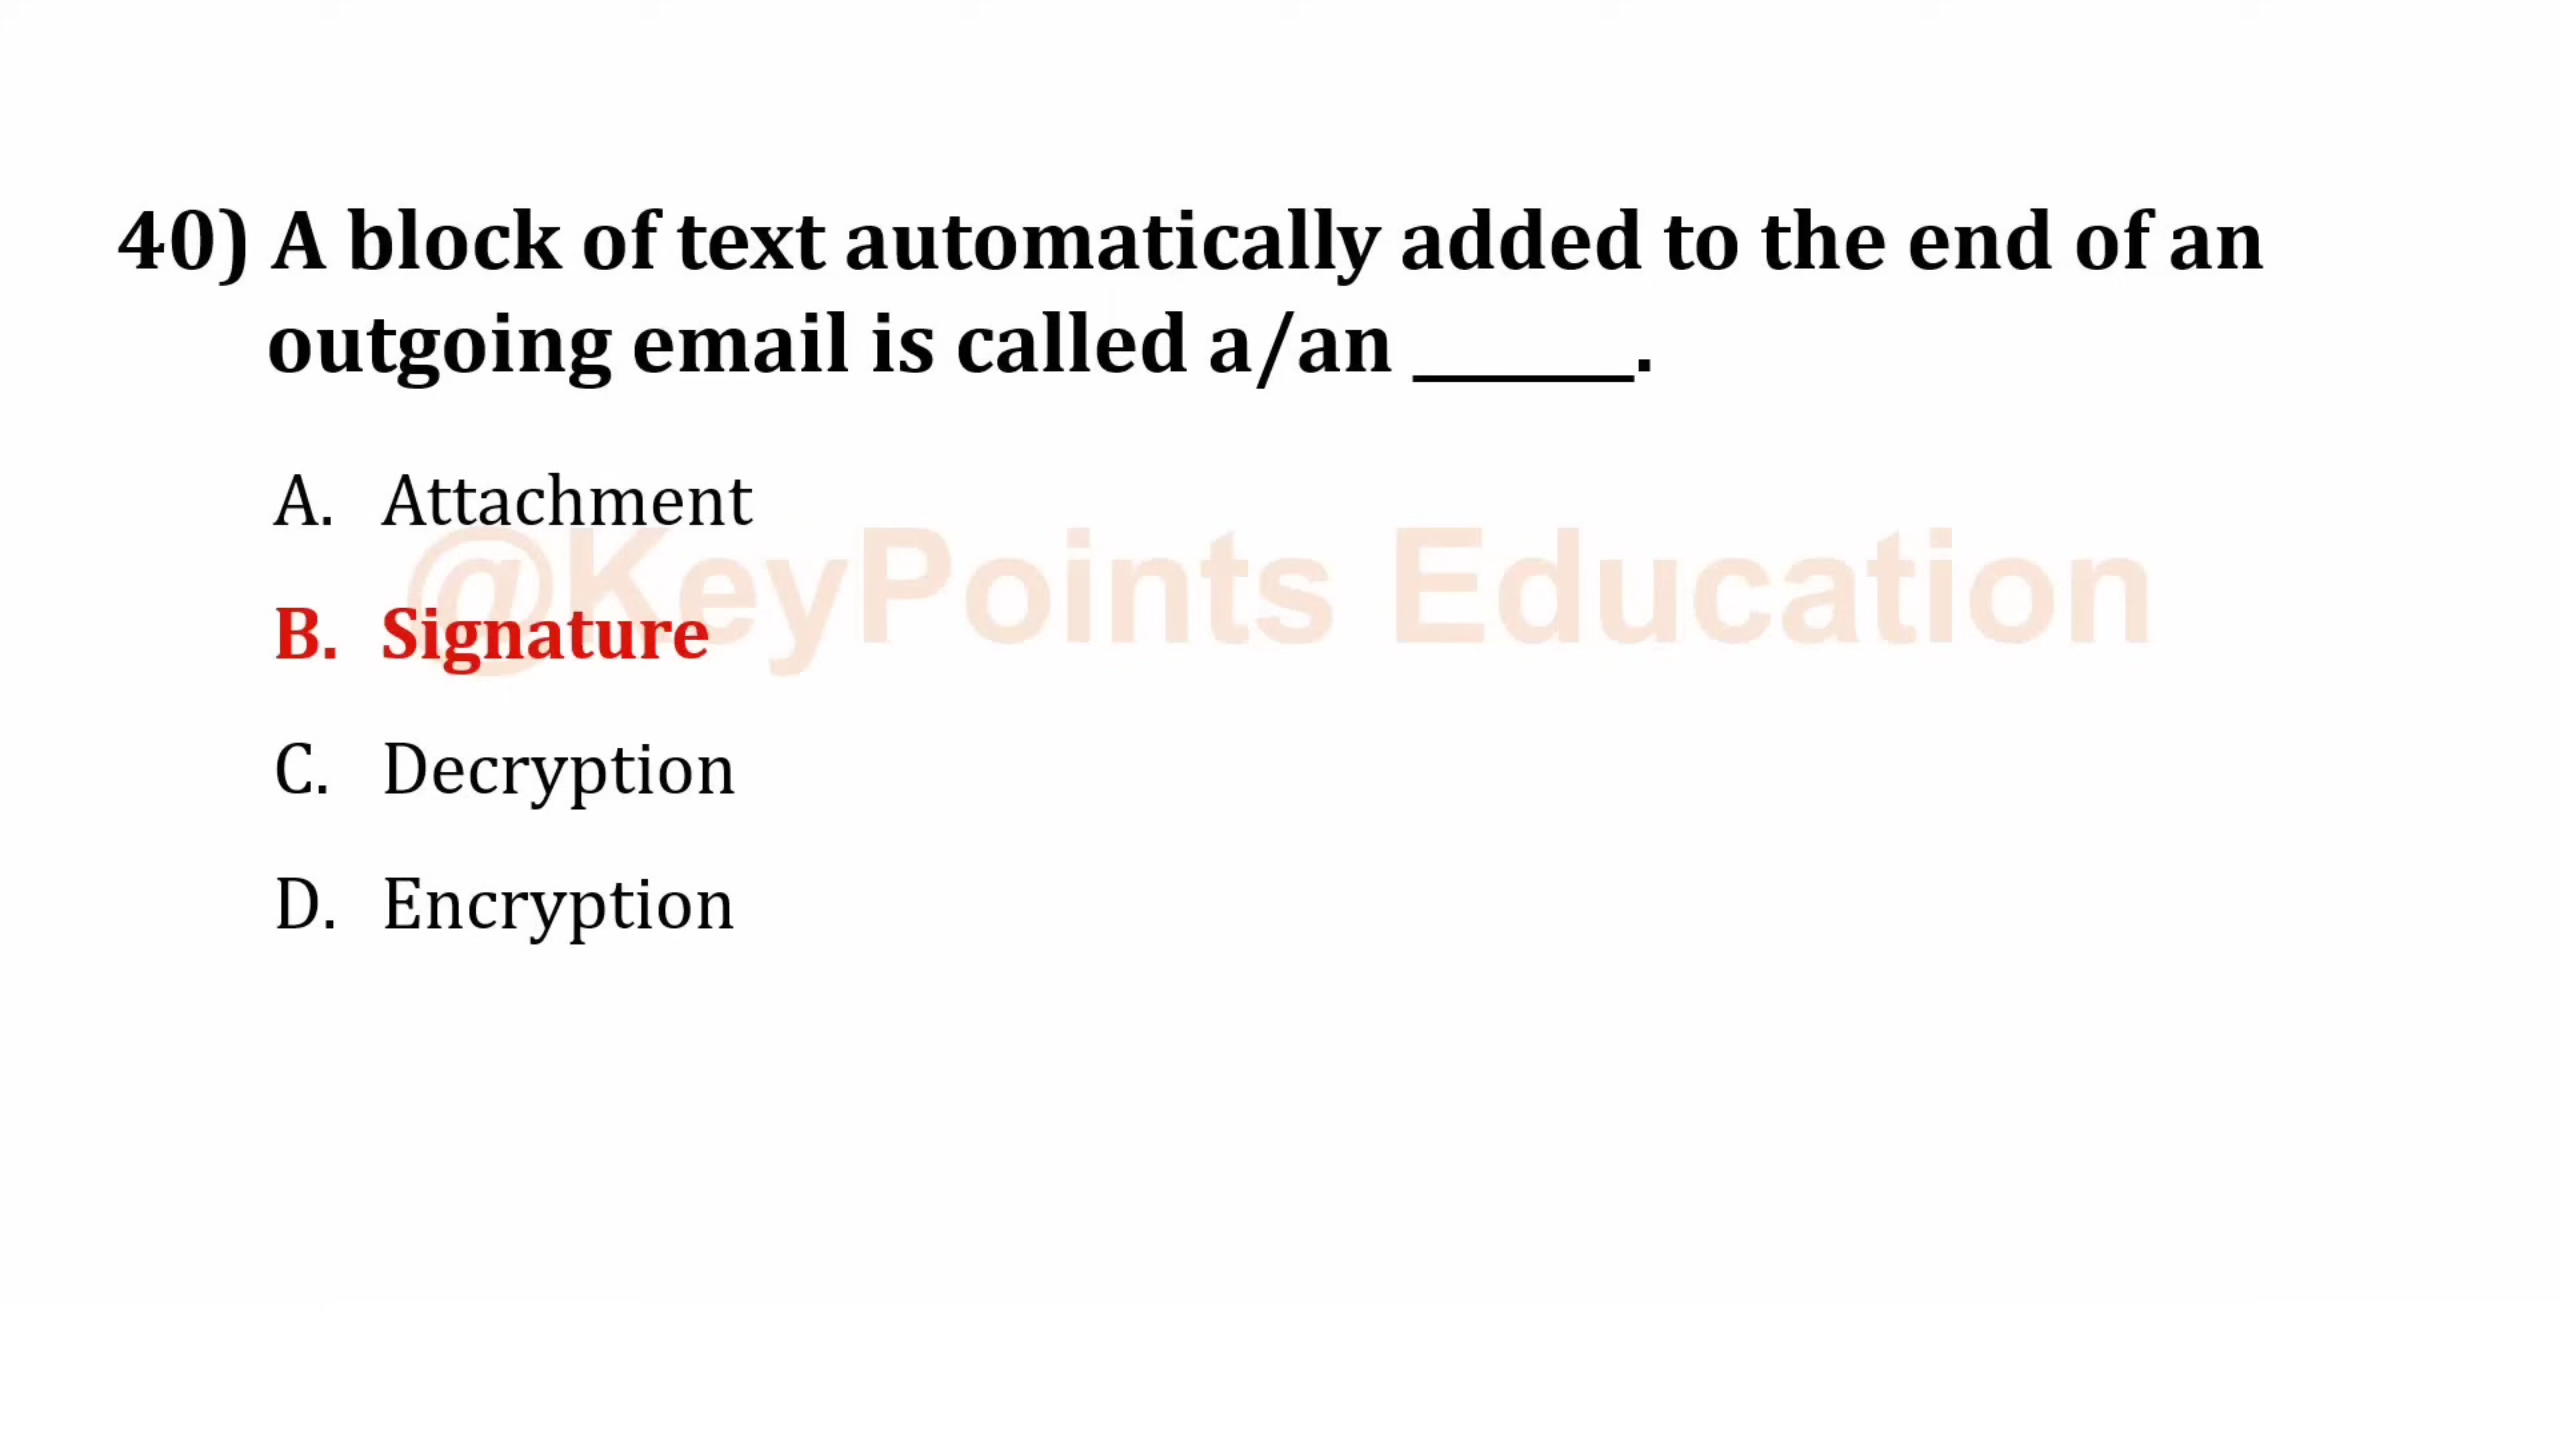 40) A block of text automatically added to the end of an
outgoing email is called a/an ______.
A. Attachment
@KeyPoints Education
B. Signature
C. Decryption
D. Encryption